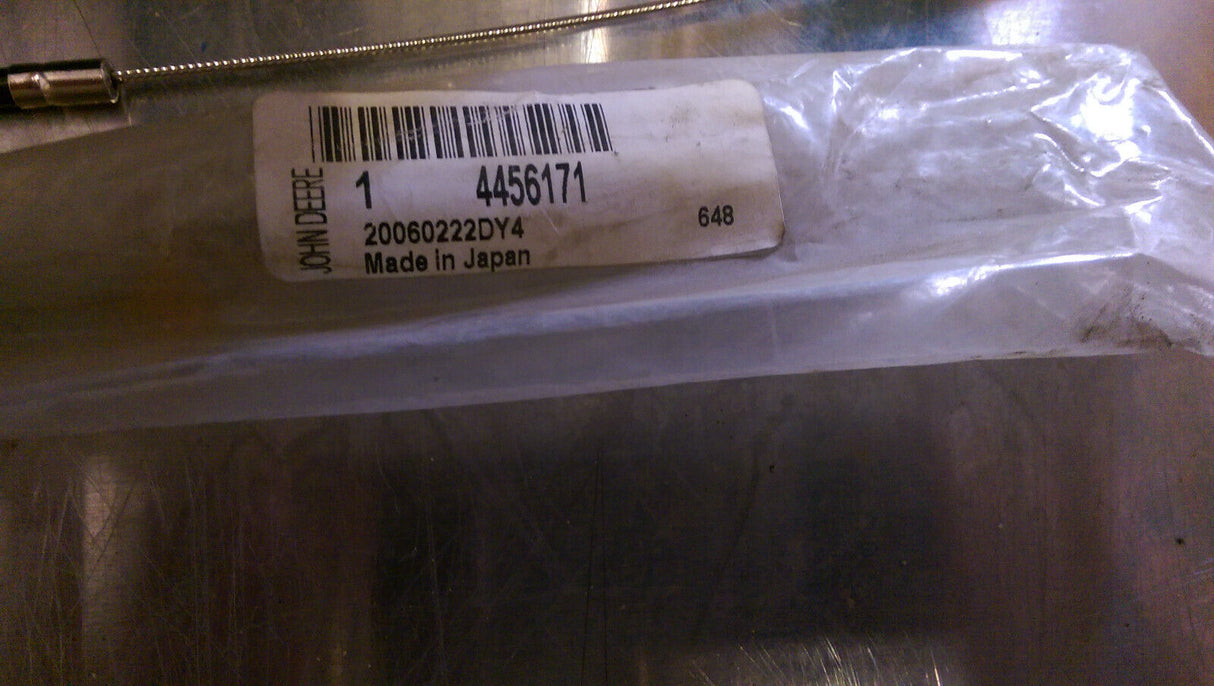 JOHN DEERE
1 4456171
20060222DY4
648
Made in Japan